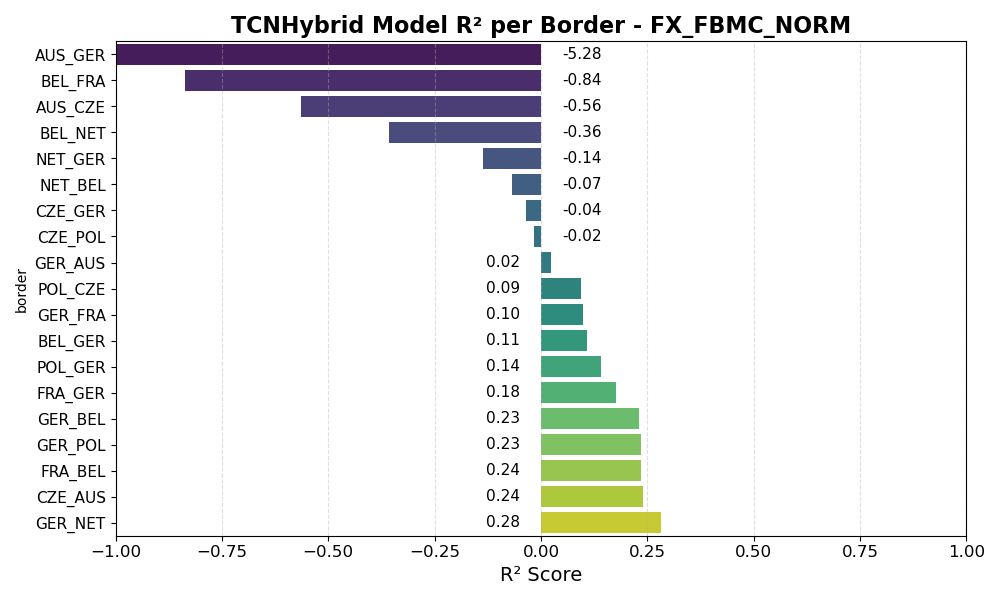 TCNHybrid Model R² per Border - FX_FBMC_NORM
border
AUS_GER -5.28
BEL_FRA -0.84
AUS_CZE -0.56
BEL_NET -0.36
NET_GER -0.14
NET_BEL -0.07
CZE_GER -0.04
CZE_POL -0.02
GER_AUS 0.02
POL_CZE 0.09
GER_FRA 0.10
BEL_GER 0.11
POL_GER 0.14
FRA_GER 0.18
GER_BEL 0.23
GER_POL 0.23
FRA_BEL 0.24
CZE_AUS 0.24
GER_NET 0.28
−1.00 −0.75 −0.50 −0.25 0.00 0.25 0.50 0.75 1.00
R² Score